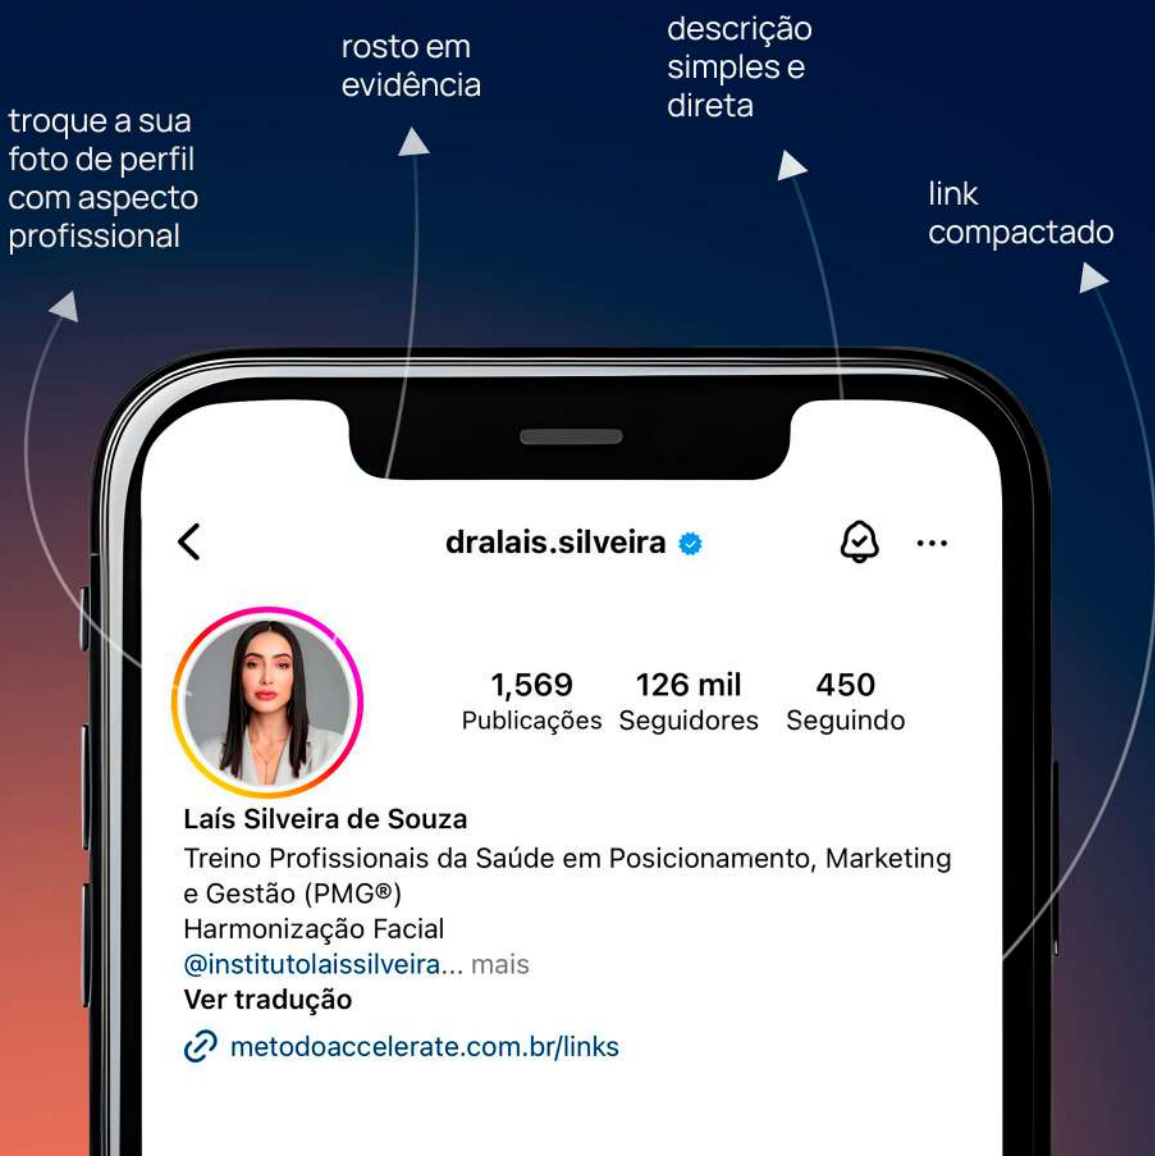 troque a sua
foto de perfil
com aspecto
profissional
rosto em
evidência
descrição
simples e
direta
link
compactado
dralais.silveira
1,569
Publicações
126 mil
Seguidores
450
Seguindo
Laís Silveira de Souza
Treino Profissionais da Saúde em Posicionamento, Marketing
e Gestão (PMG®)
Harmonização Facial
@institutolaissilveira... mais
Ver tradução
metodoaccelerate.com.br/links